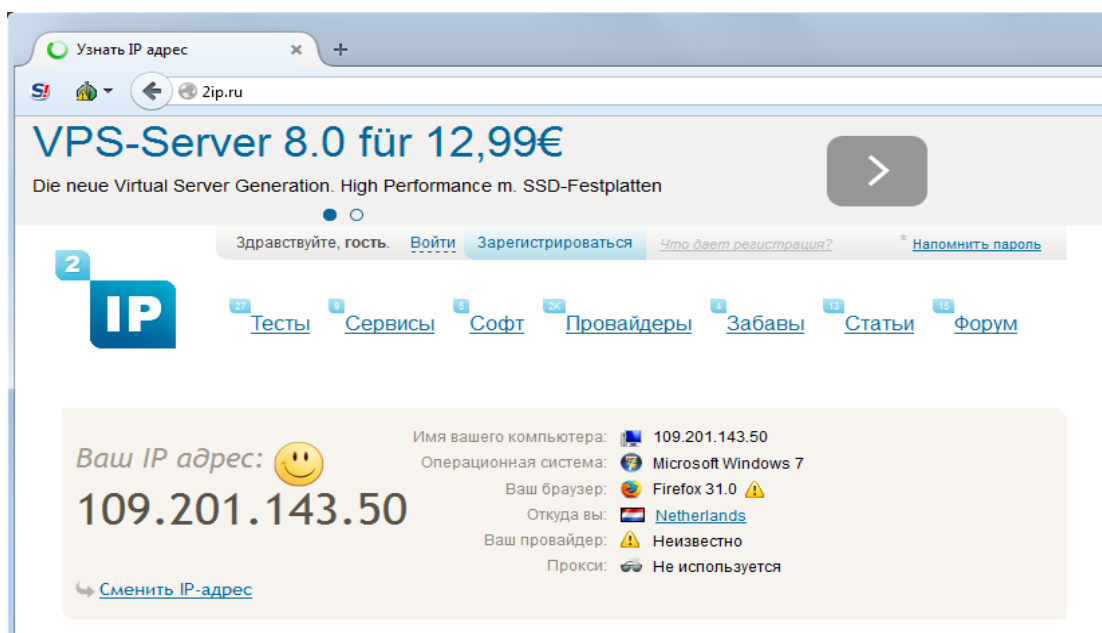 Узнать IP адрес × +
S! 2ip.ru
VPS-Server 8.0 für 12,99€
Die neue Virtual Server Generation. High Performance m. SSD-Festplatten
Здравствуйте, гость. Войти Зарегистрироваться Что дает регистрация? * Напомнить пароль
2
IP
27 Тесты 9 Сервисы 5 Софт 2K Провайдеры 4 Забавы 13 Статьи 15 Форум
Ваш IP адрес:
109.201.143.50
Сменить IP-адрес
Имя вашего компьютера: 109.201.143.50
Операционная система: Microsoft Windows 7
Ваш браузер: Firefox 31.0
Откуда вы: Netherlands
Ваш провайдер: Неизвестно
Прокси: Не используется